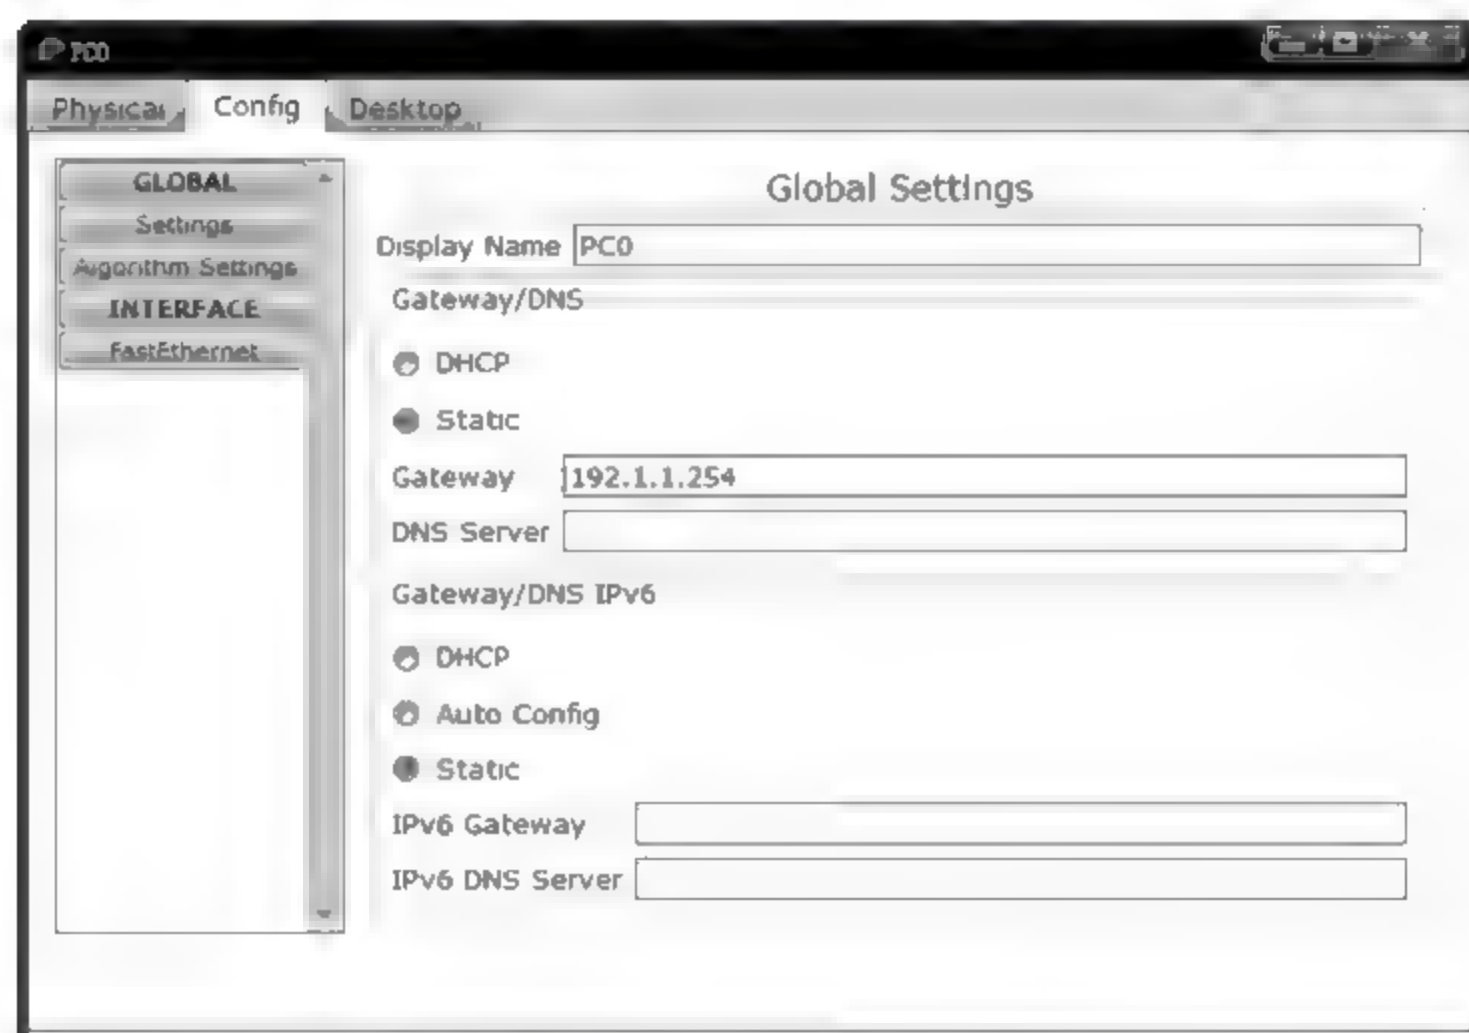 PC0
Physical Config Desktop
GLOBAL
Settings
Algorithm Settings
INTERFACE
FastEthernet
Global Settings
Display Name PC0
Gateway/DNS
DHCP
Static
Gateway 192.1.1.254
DNS Server
Gateway/DNS IPv6
DHCP
Auto Config
Static
IPv6 Gateway
IPv6 DNS Server